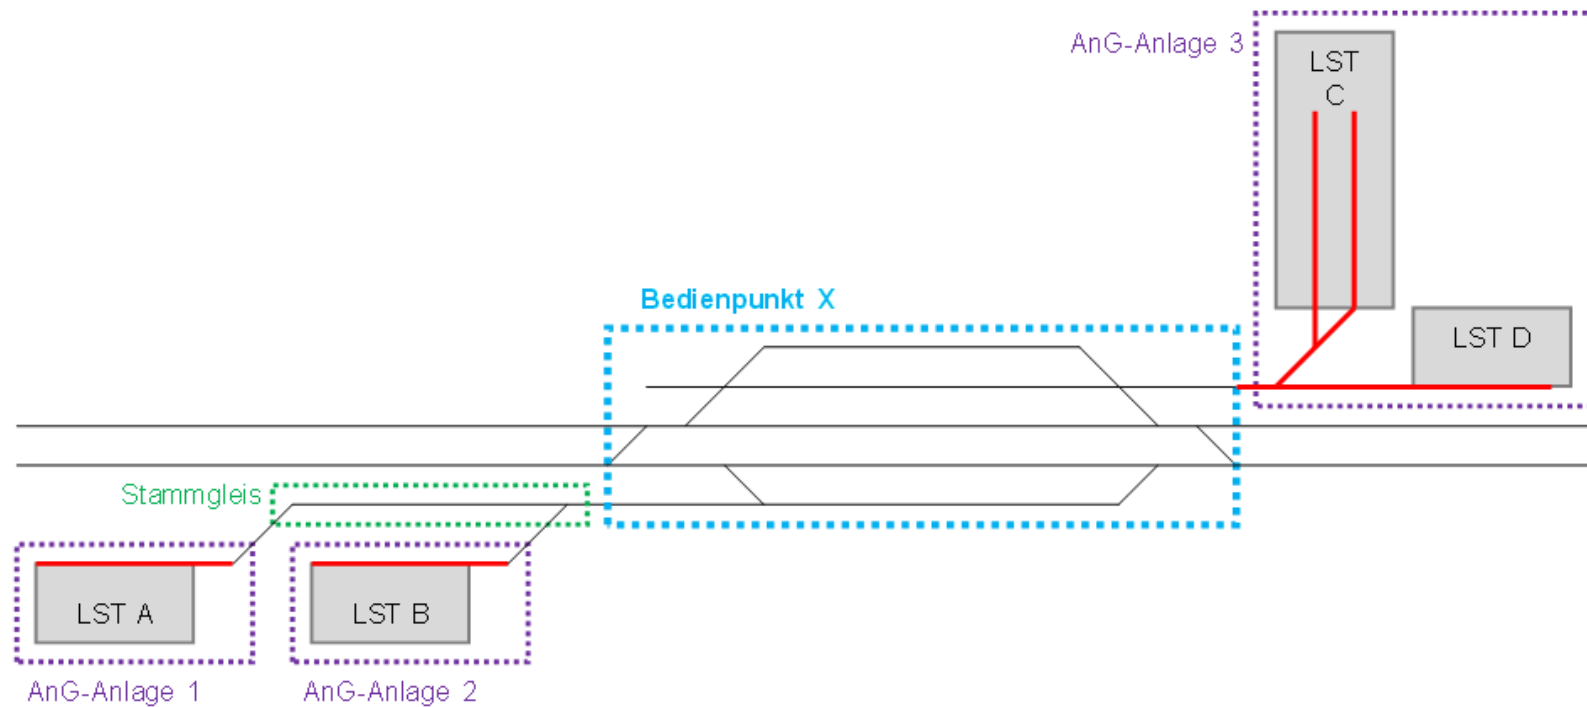 AnG-Anlage 3
LST
C
Bedienpunkt X
LST D
Stammgleis
LST A
LST B
AnG-Anlage 1
AnG-Anlage 2